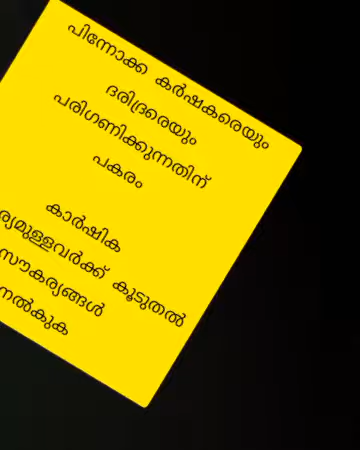 പിന്നോക്ക കർഷകരെയും
ദരിദ്രരെയും
പരിഗണിക്കുന്നതിന്
പകരം
കാർഷിക
കൂടുതൽ
സൗകര്യങ്ങൾ
നൽകുക